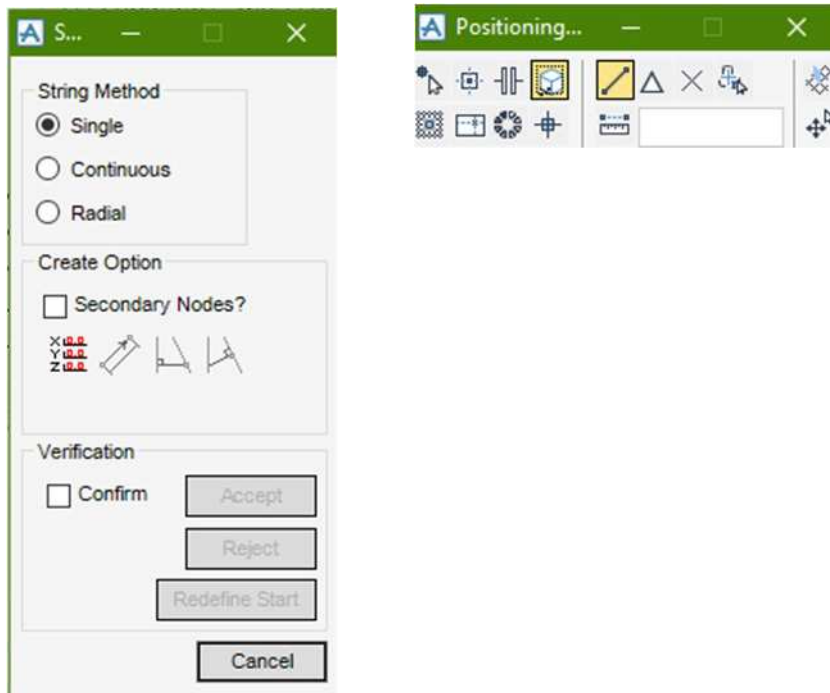 S...
String Method
Single
Continuous
Radial
Create Option
Secondary Nodes?
X
Y
Z
Verification
Confirm
Accept
Reject
Redefine Start
Cancel
Positioning...